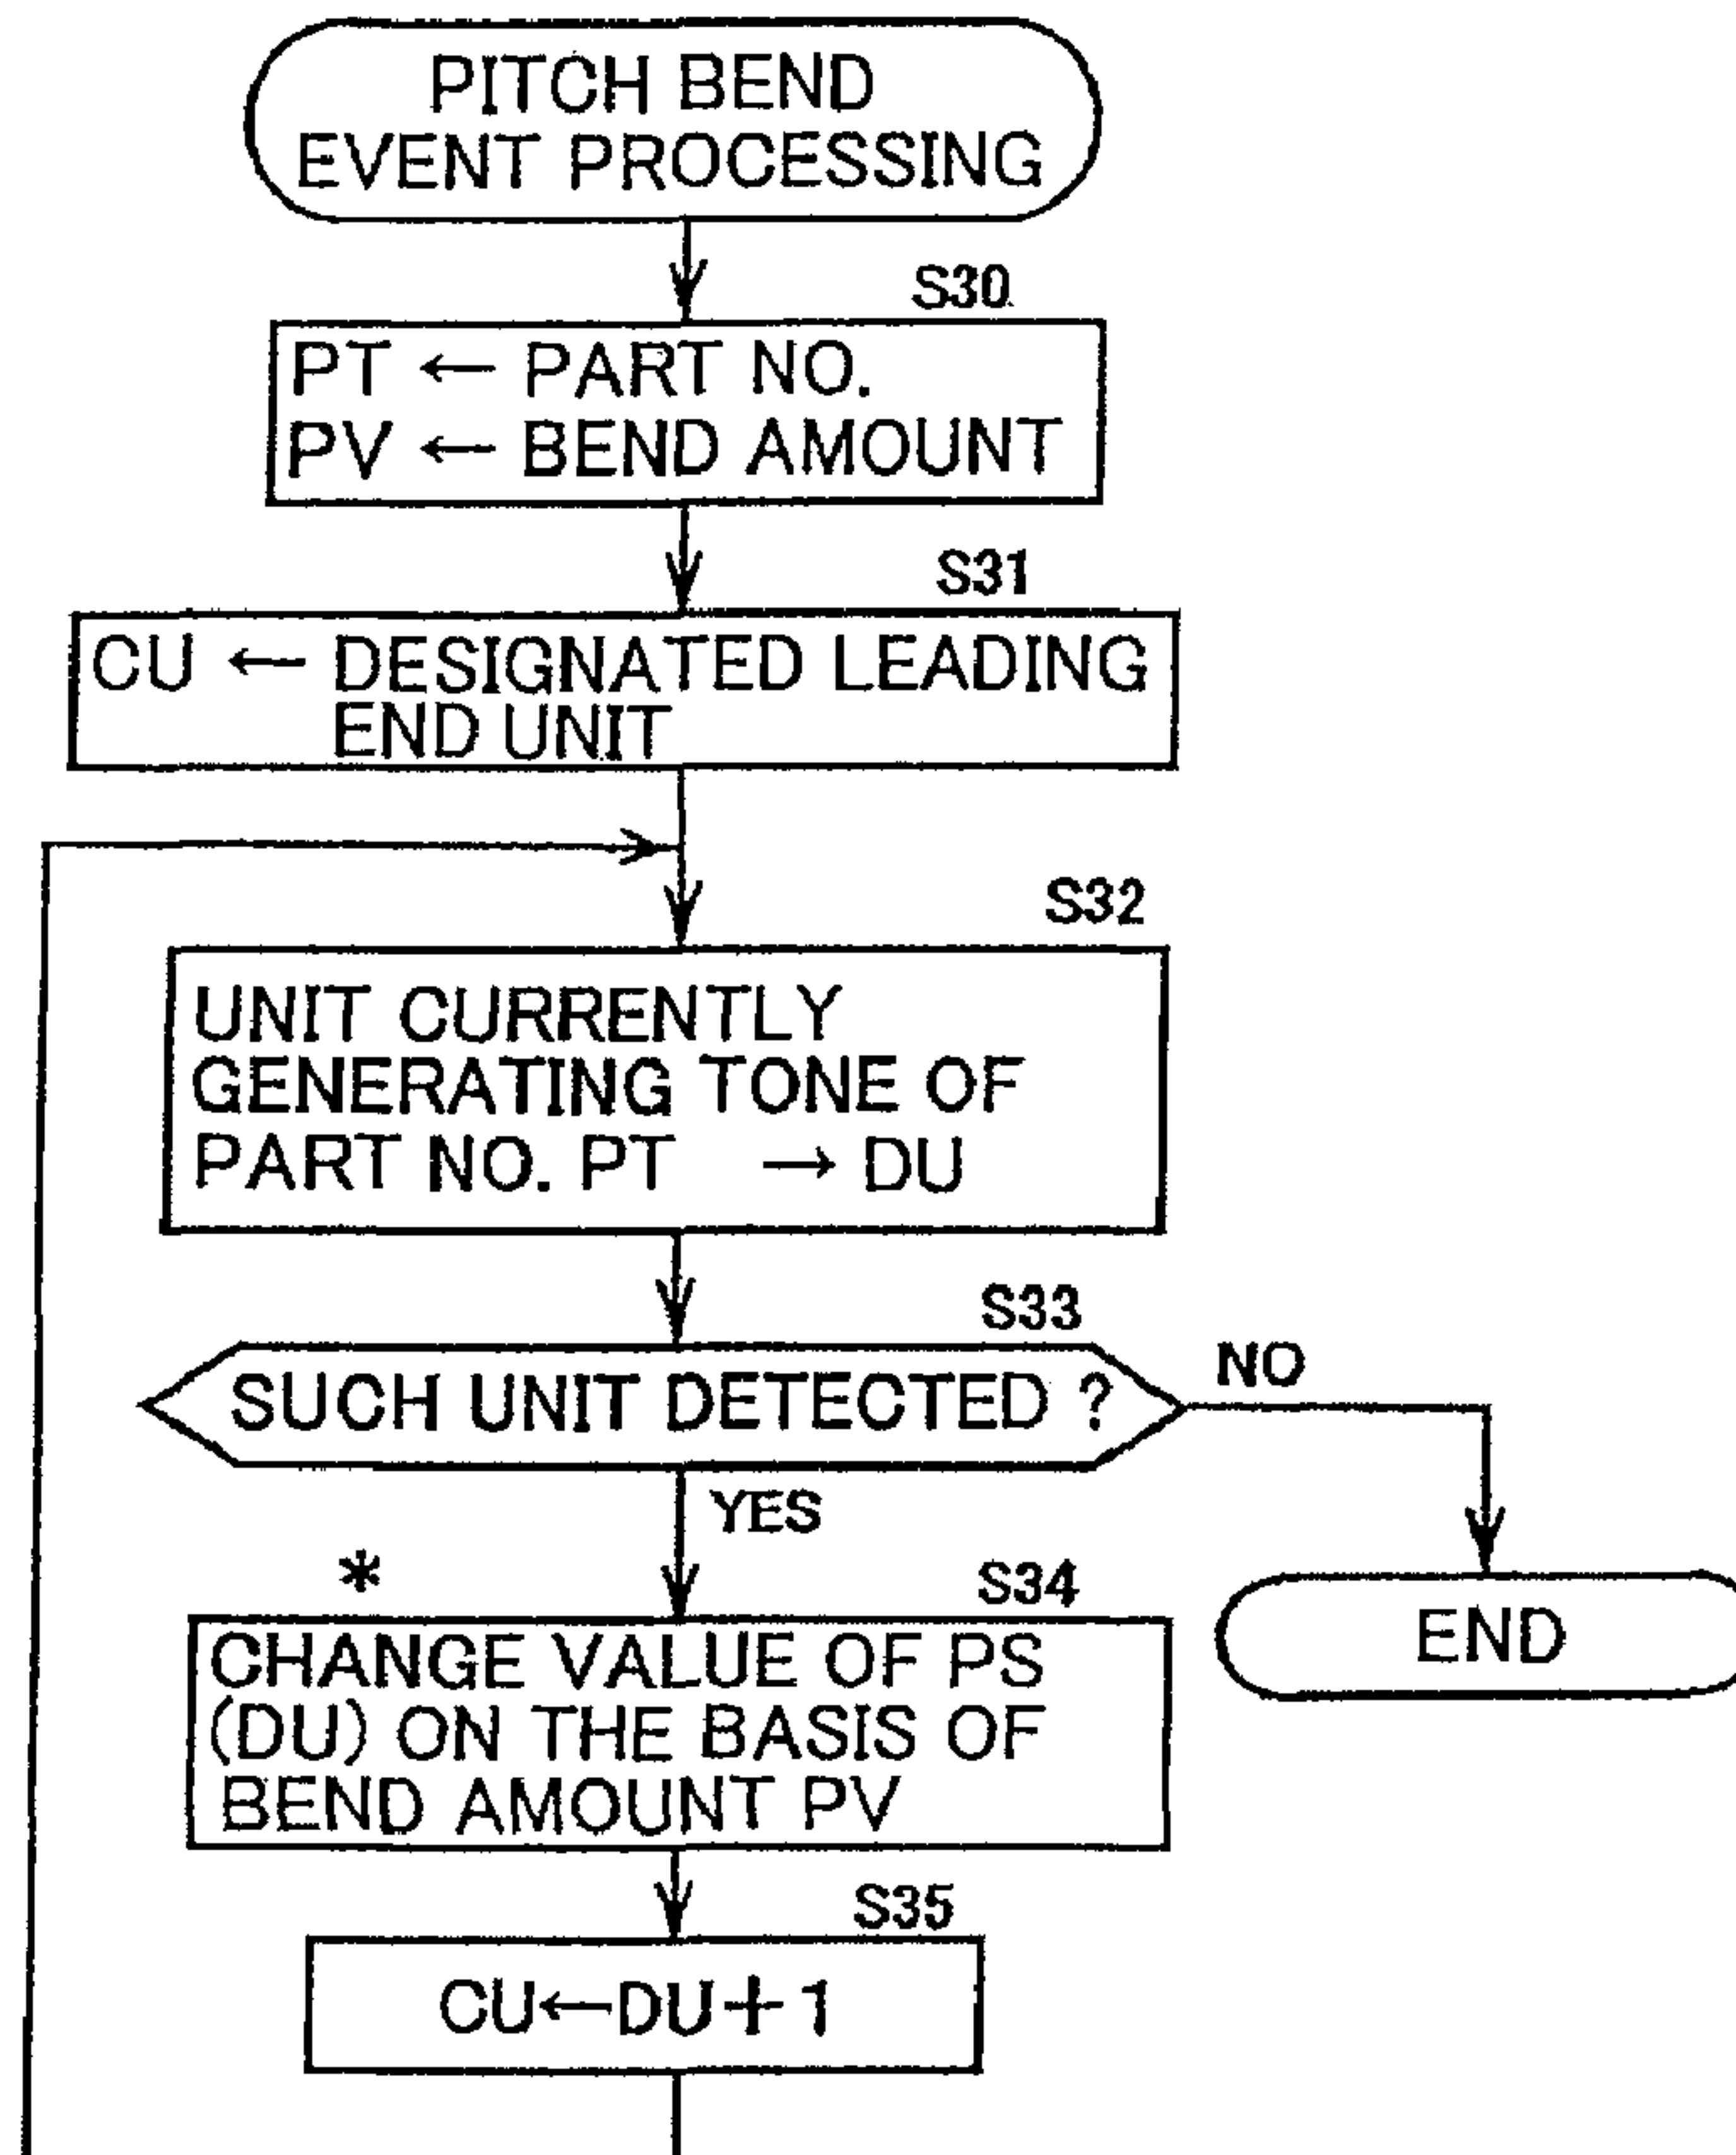 PITCH BEND
EVENT PROCESSING
S30
PT ← PART NO.
PV ← BEND AMOUNT
S31
CU ← DESIGNATED LEADING
END UNIT
S32
UNIT CURRENTLY
GENERATING TONE OF
PART NO. PT → DU
S33
SUCH UNIT DETECTED ?
NO
YES
*
S34
CHANGE VALUE OF PS
(DU) ON THE BASIS OF
BEND AMOUNT PV
END
S35
CU←DU+1